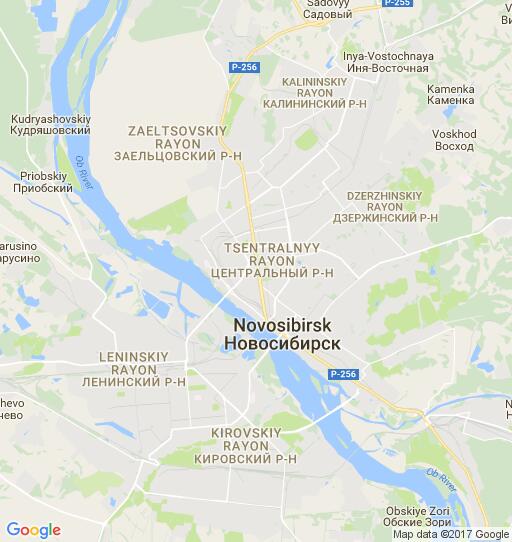 Sadovyy
Садовый
P-255
P-256
Inya-Vostochnaya
Иня-Восточная
KALININSKIY
RAYON
КАЛИНИНСКИЙ Р-Н
Kamenka
Каменка
Kudryashovskiy
Кудряшовский
ZAELTSOVSKIY
RAYON
ЗАЕЛЬЦОВСКИЙ Р-Н
Voskhod
Восход
Ob River
Priobskiy
Приобский
DZERZHINSKIY
RAYON
ДЗЕРЖИНСКИЙ Р-Н
arusino
арусино
TSENTRALNYY
RAYON
ЦЕНТРАЛЬНЫЙ Р-Н
Novosibirsk
Новосибирск
LENINSKIY
RAYON
ЛЕНИНСКИЙ Р-Н
P-256
hevo
чево
KIROVSKIY
RAYON
КИРОВСКИЙ Р-Н
Ob River
Obskiye Zori
Обские Зори
Google
Map data ©2017 Google